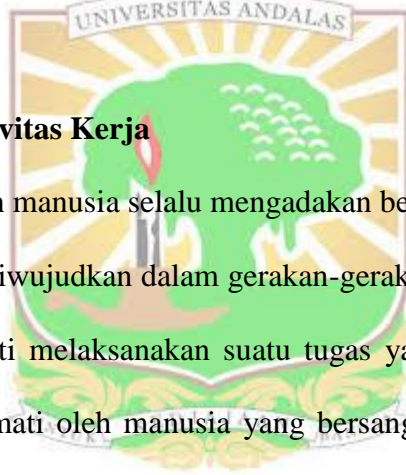 UNIVERSITAS ANDALAS
vitas Kerja
manusia selalu mengadakan be
iwujudkan dalam gerakan-gerak
ti melaksanakan suatu tugas ya
mati oleh manusia yang bersang